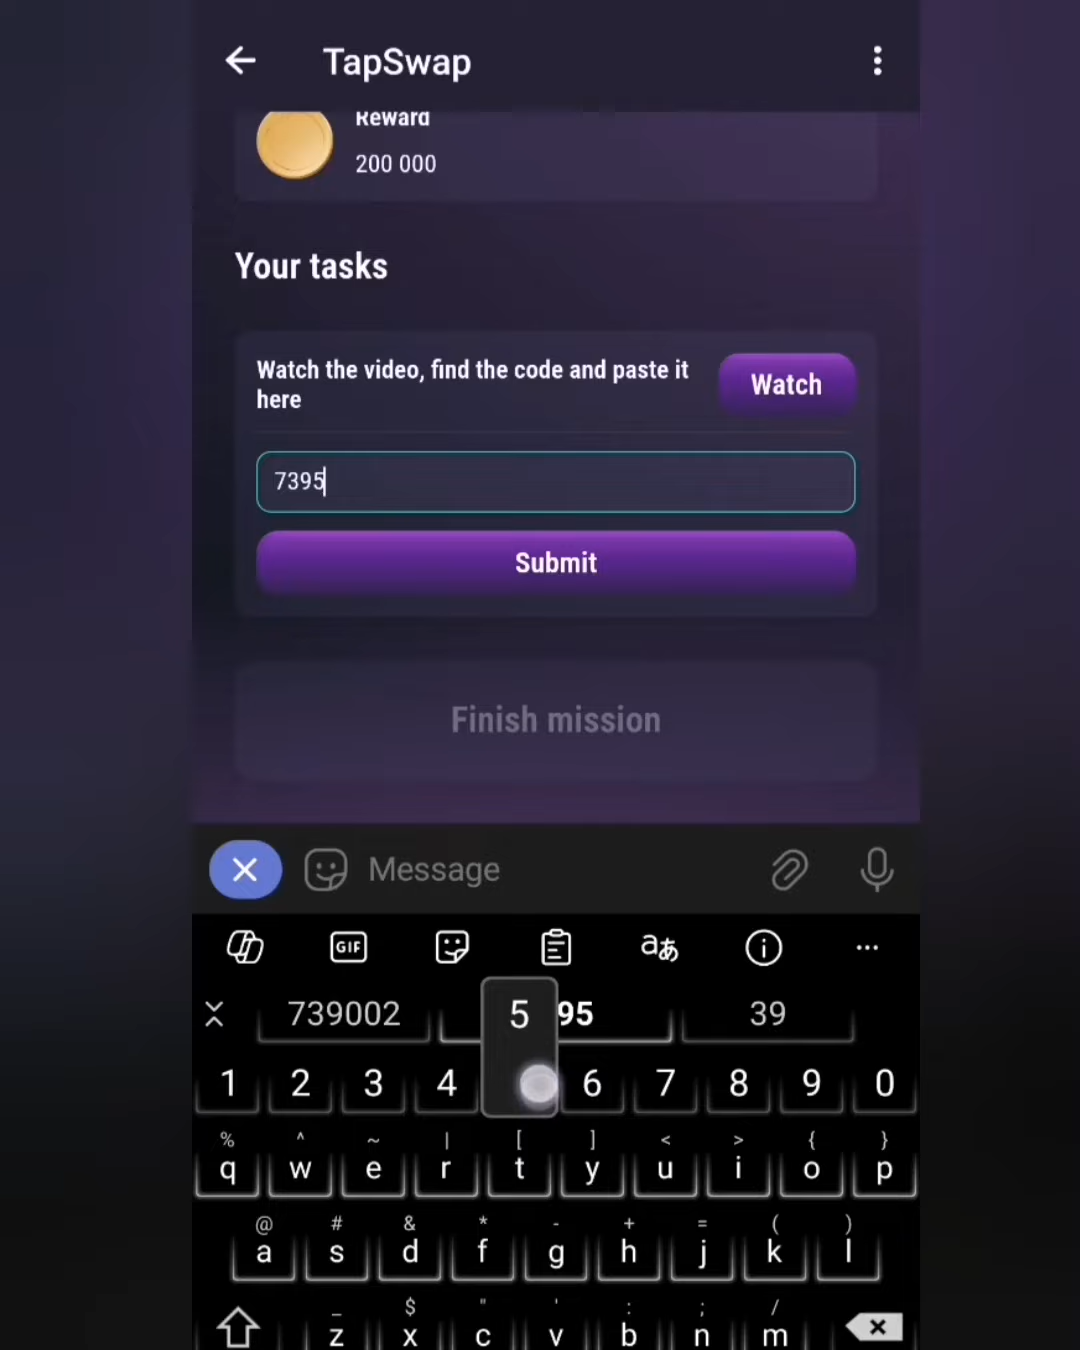 TapSwap
Reward
200 000
Your tasks
Watch the video, find the code and paste it
here
Watch
7395
Submit
Finish mission
Message
GIF
aあ
739002
5
95
39
1 2 3 4 6 7 8 9 0
% ^ ~ | [ ] < > { }
q w e r t y u i o p
@ # & * - + = ( )
a s d f g h j k l
_ $ " ' : ; /
z x c v b n m